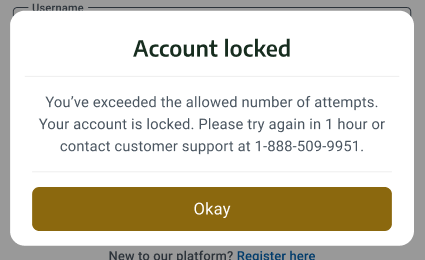 Username
Account locked
You've exceeded the allowed number of attempts.
Your account is locked. Please try again in 1 hour or
contact customer support at 1-888-509-9951.
Okay
New to our platform? Register here